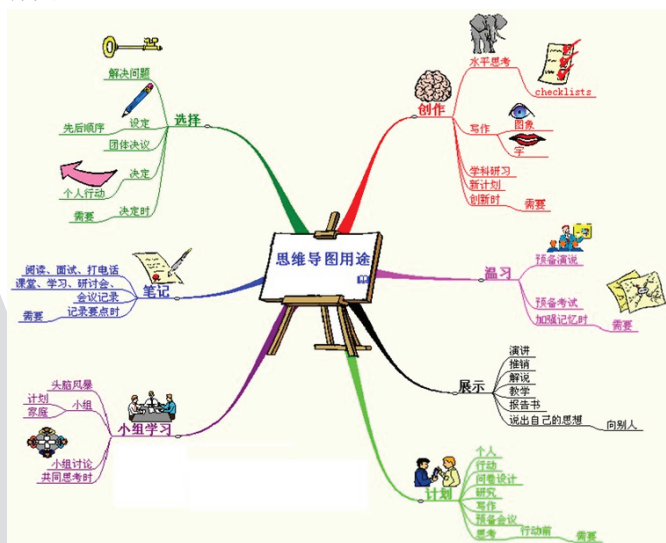 思维导图用途
创作
水平思考
checklists
写作
图象
字
学科研习
新计划
创新时
需要
温习
预备演说
预备考试
加强记忆时
需要
展示
演讲
推销
解说
教学
报告书
说出自己的思想
向别人
计划
个人
行动
问卷设计
研究
写作
预备会议
思考
行动前
需要
小组学习
头脑风暴
计划
家庭
小组
小组讨论
共同思考时
笔记
阅读、面试、打电话
课堂、学习、研讨会、
会议记录
记录要点时
需要
选择
解决问题
先后顺序
设定
团体决议
决定
个人行动
决定时
需要